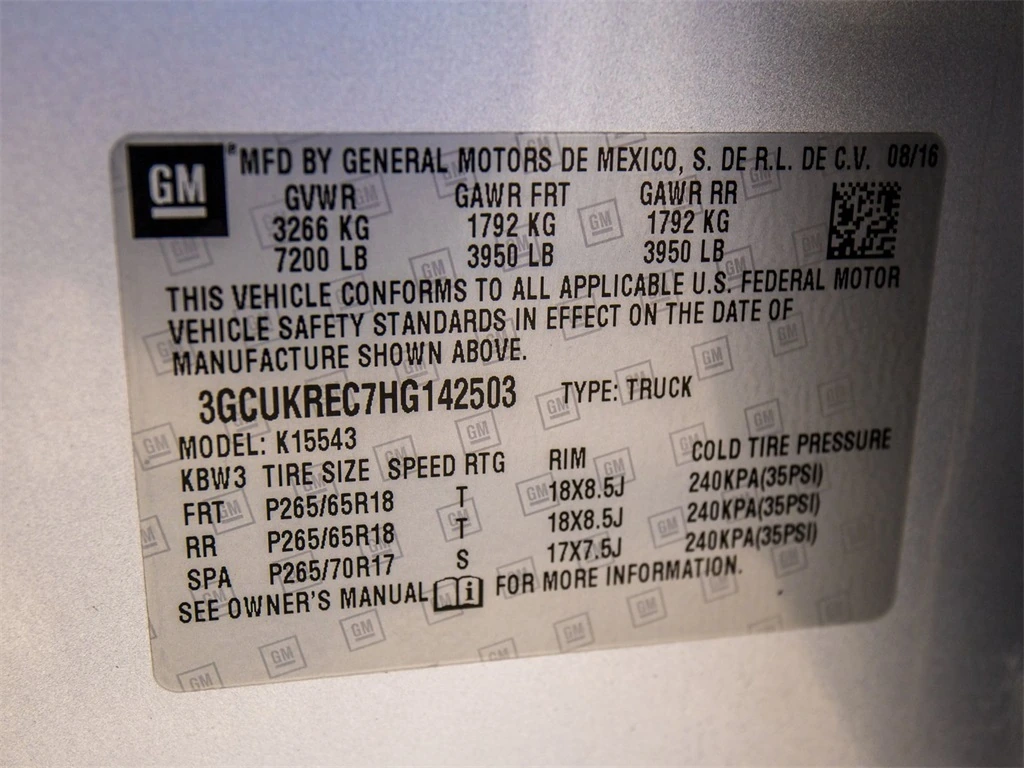 GM ® MFD BY GENERAL MOTORS DE MEXICO, S. DE R.L. DE C.V. 08/16
GVWR GAWR FRT GAWR RR
3266 KG 1792 KG 1792 KG
7200 LB 3950 LB 3950 LB
THIS VEHICLE CONFORMS TO ALL APPLICABLE U.S. FEDERAL MOTOR
VEHICLE SAFETY STANDARDS IN EFFECT ON THE DATE OF
MANUFACTURE SHOWN ABOVE.
3GCUKREC7HG142503 TYPE: TRUCK
MODEL: K15543
KBW3 TIRE SIZE SPEED RTG RIM COLD TIRE PRESSURE
FRT P265/65R18 T 18X8.5J 240KPA(35PSI)
RR P265/65R18 T 18X8.5J 240KPA(35PSI)
SPA P265/70R17 S 17X7.5J 240KPA(35PSI)
SEE OWNER'S MANUAL i FOR MORE INFORMATION.